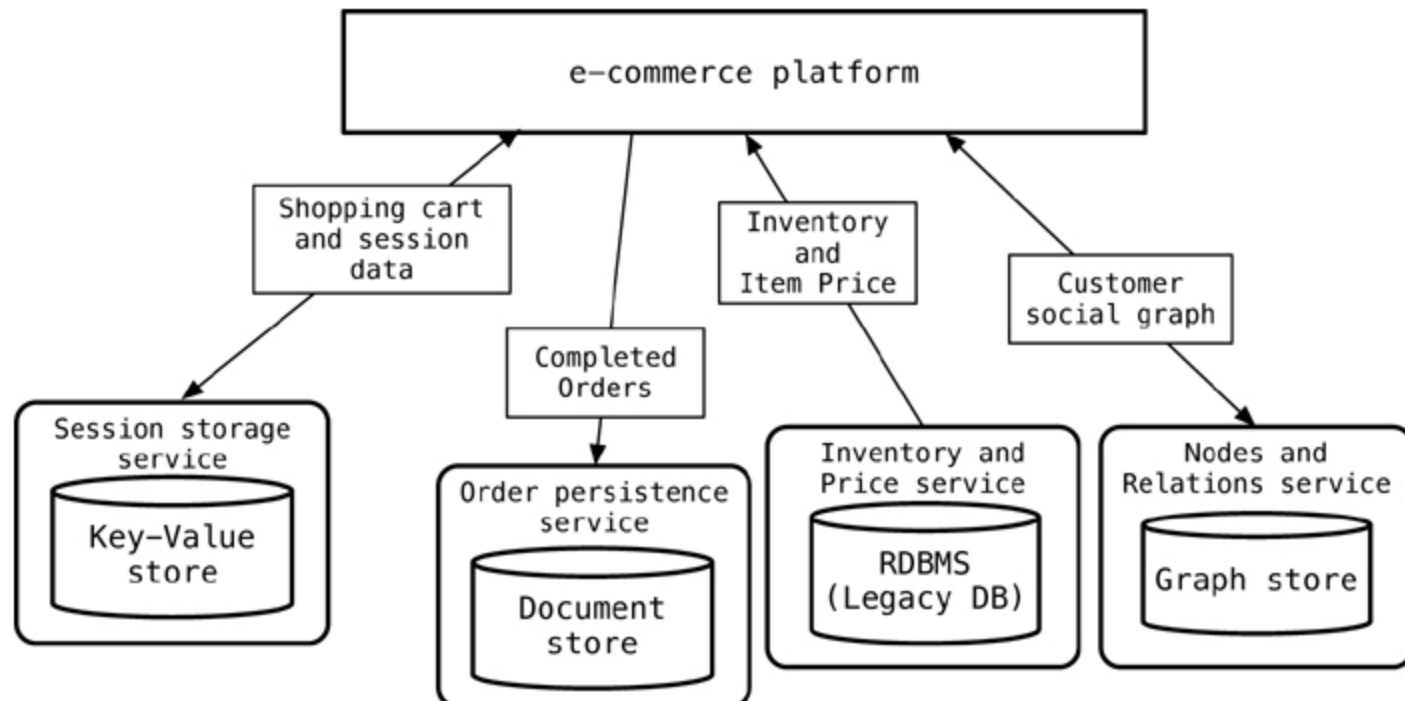 e-commerce platform
Shopping cart
and session
data
Inventory
and
Item Price
Customer
social graph
Completed
Orders
Session storage
service
Key-Value
store
Order persistence
service
Document
store
Inventory and
Price service
RDBMS
(Legacy DB)
Nodes and
Relations service
Graph store